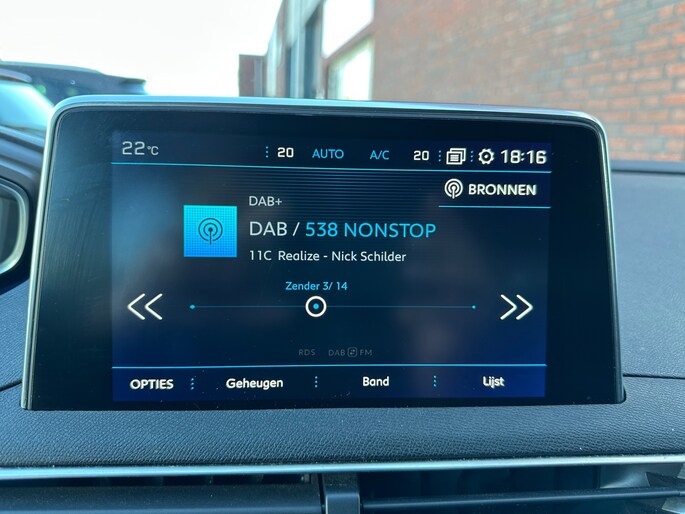 22°C : 20 AUTO A/C 20 : : 18:16
BRONNEN
DAB+
DAB / 538 NONSTOP
11C Realize - Nick Schilder
Zender 3/ 14
RDS DAB FM
OPTIES : Geheugen : Band : Lijst